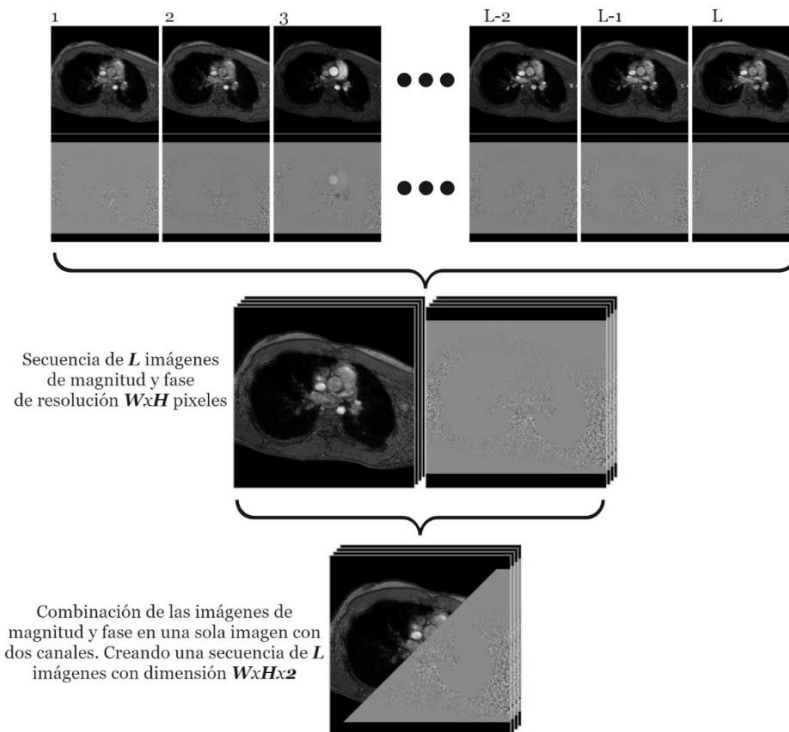 1 2 3 L-2 L-1 L
Secuencia de L imágenes
de magnitud y fase
de resolución WxH pixeles
Combinación de las imágenes de
magnitud y fase en una sola imagen con
dos canales. Creando una secuencia de L
imágenes con dimensión WxHx2